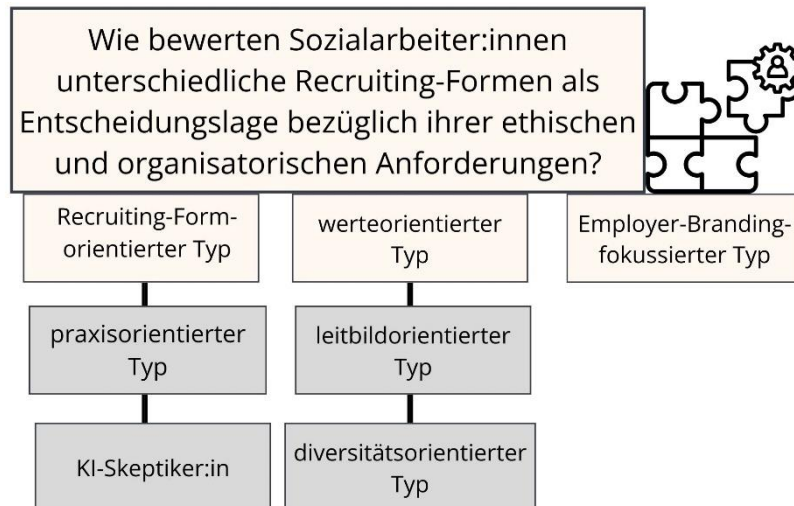 Wie bewerten Sozialarbeiter:innen
unterschiedliche Recruiting-Formen als
Entscheidungslage bezüglich ihrer ethischen
und organisatorischen Anforderungen?
Recruiting-Form-
orientierter Typ
werteorientierter
Typ
Employer-Branding-
fokussierter Typ
praxisorientierter
Typ
leitbildorientierter
Typ
KI-Skeptiker:in
diversitätsorientierter
Typ